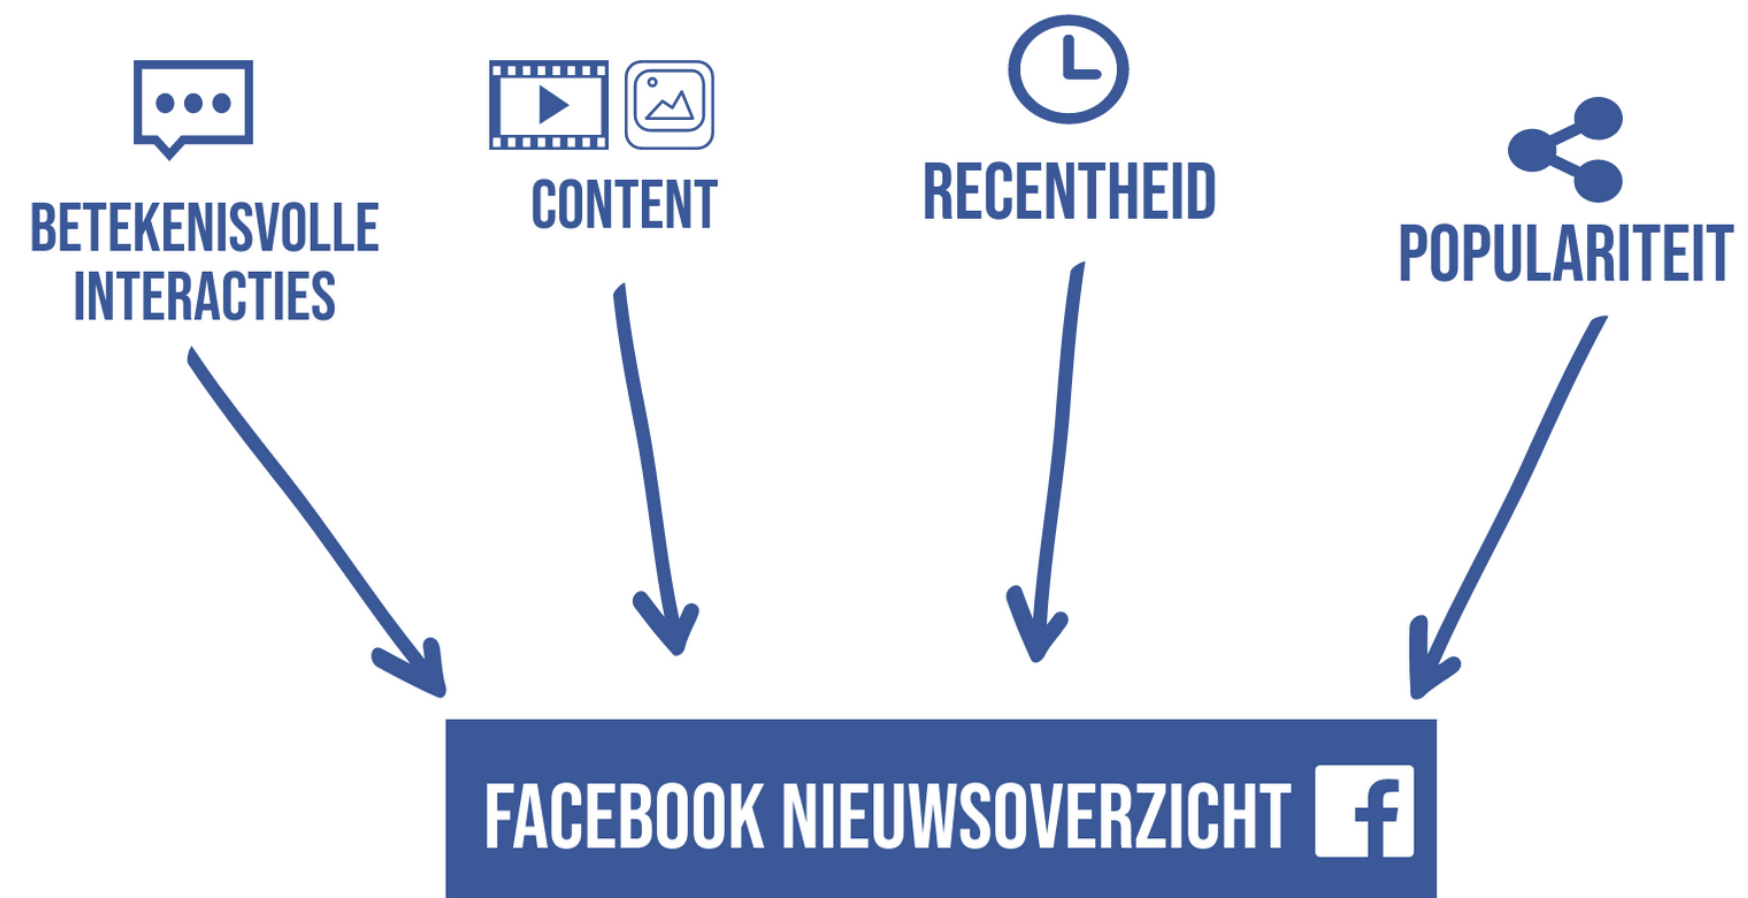 BETEKENISVOLLE
INTERACTIES
CONTENT
RECENTHEID
POPULARITEIT
FACEBOOK NIEUWSOVERZICHT f